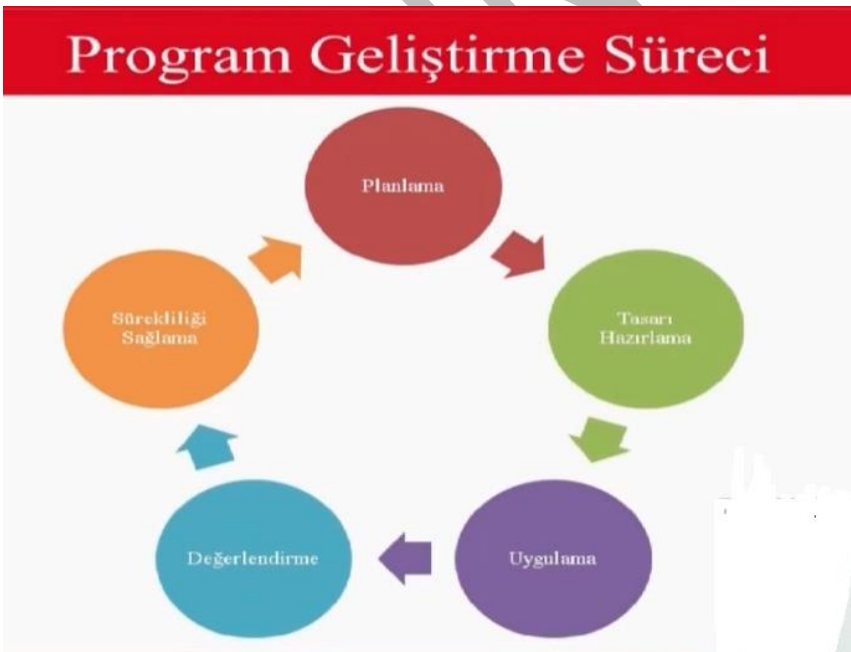 Program Geliştirme Süreci
Planlama
Tasarı
Hazırlama
Uygulama
Değerlendirme
Sürekliliği
Sağlama